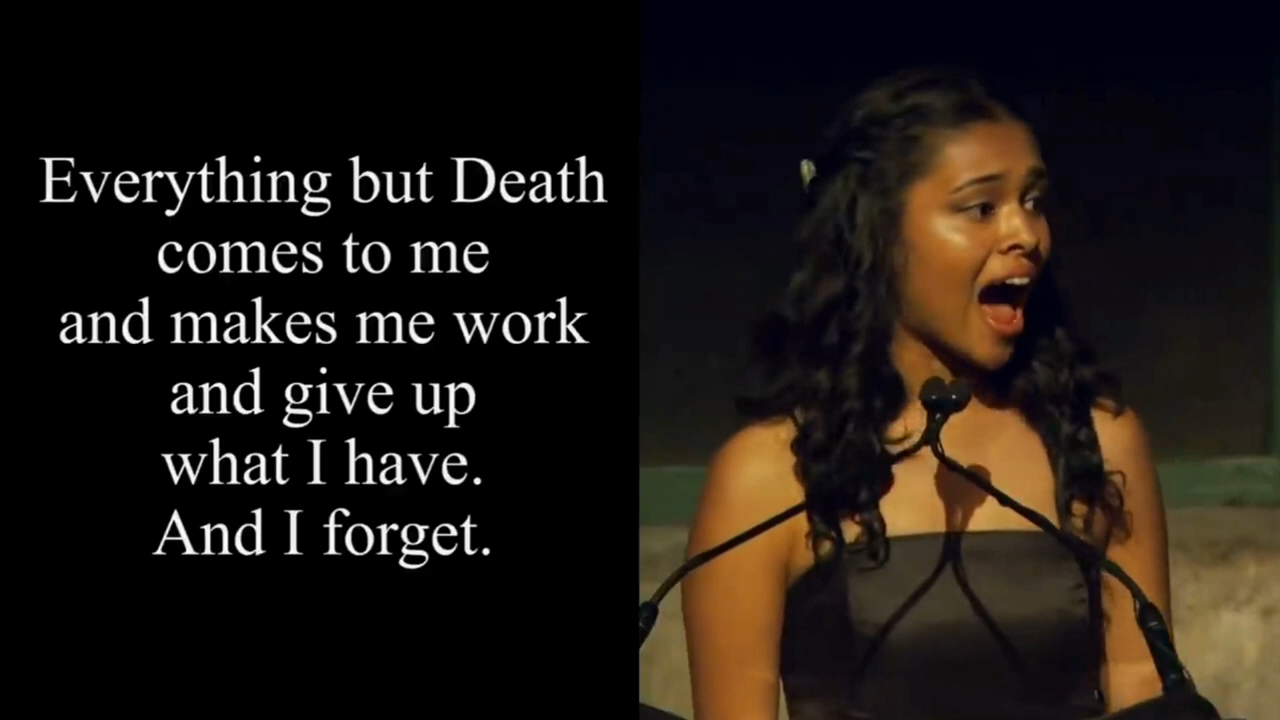 Everything but Death
comes to me
and makes me work
and give up
what I have.
And I forget.